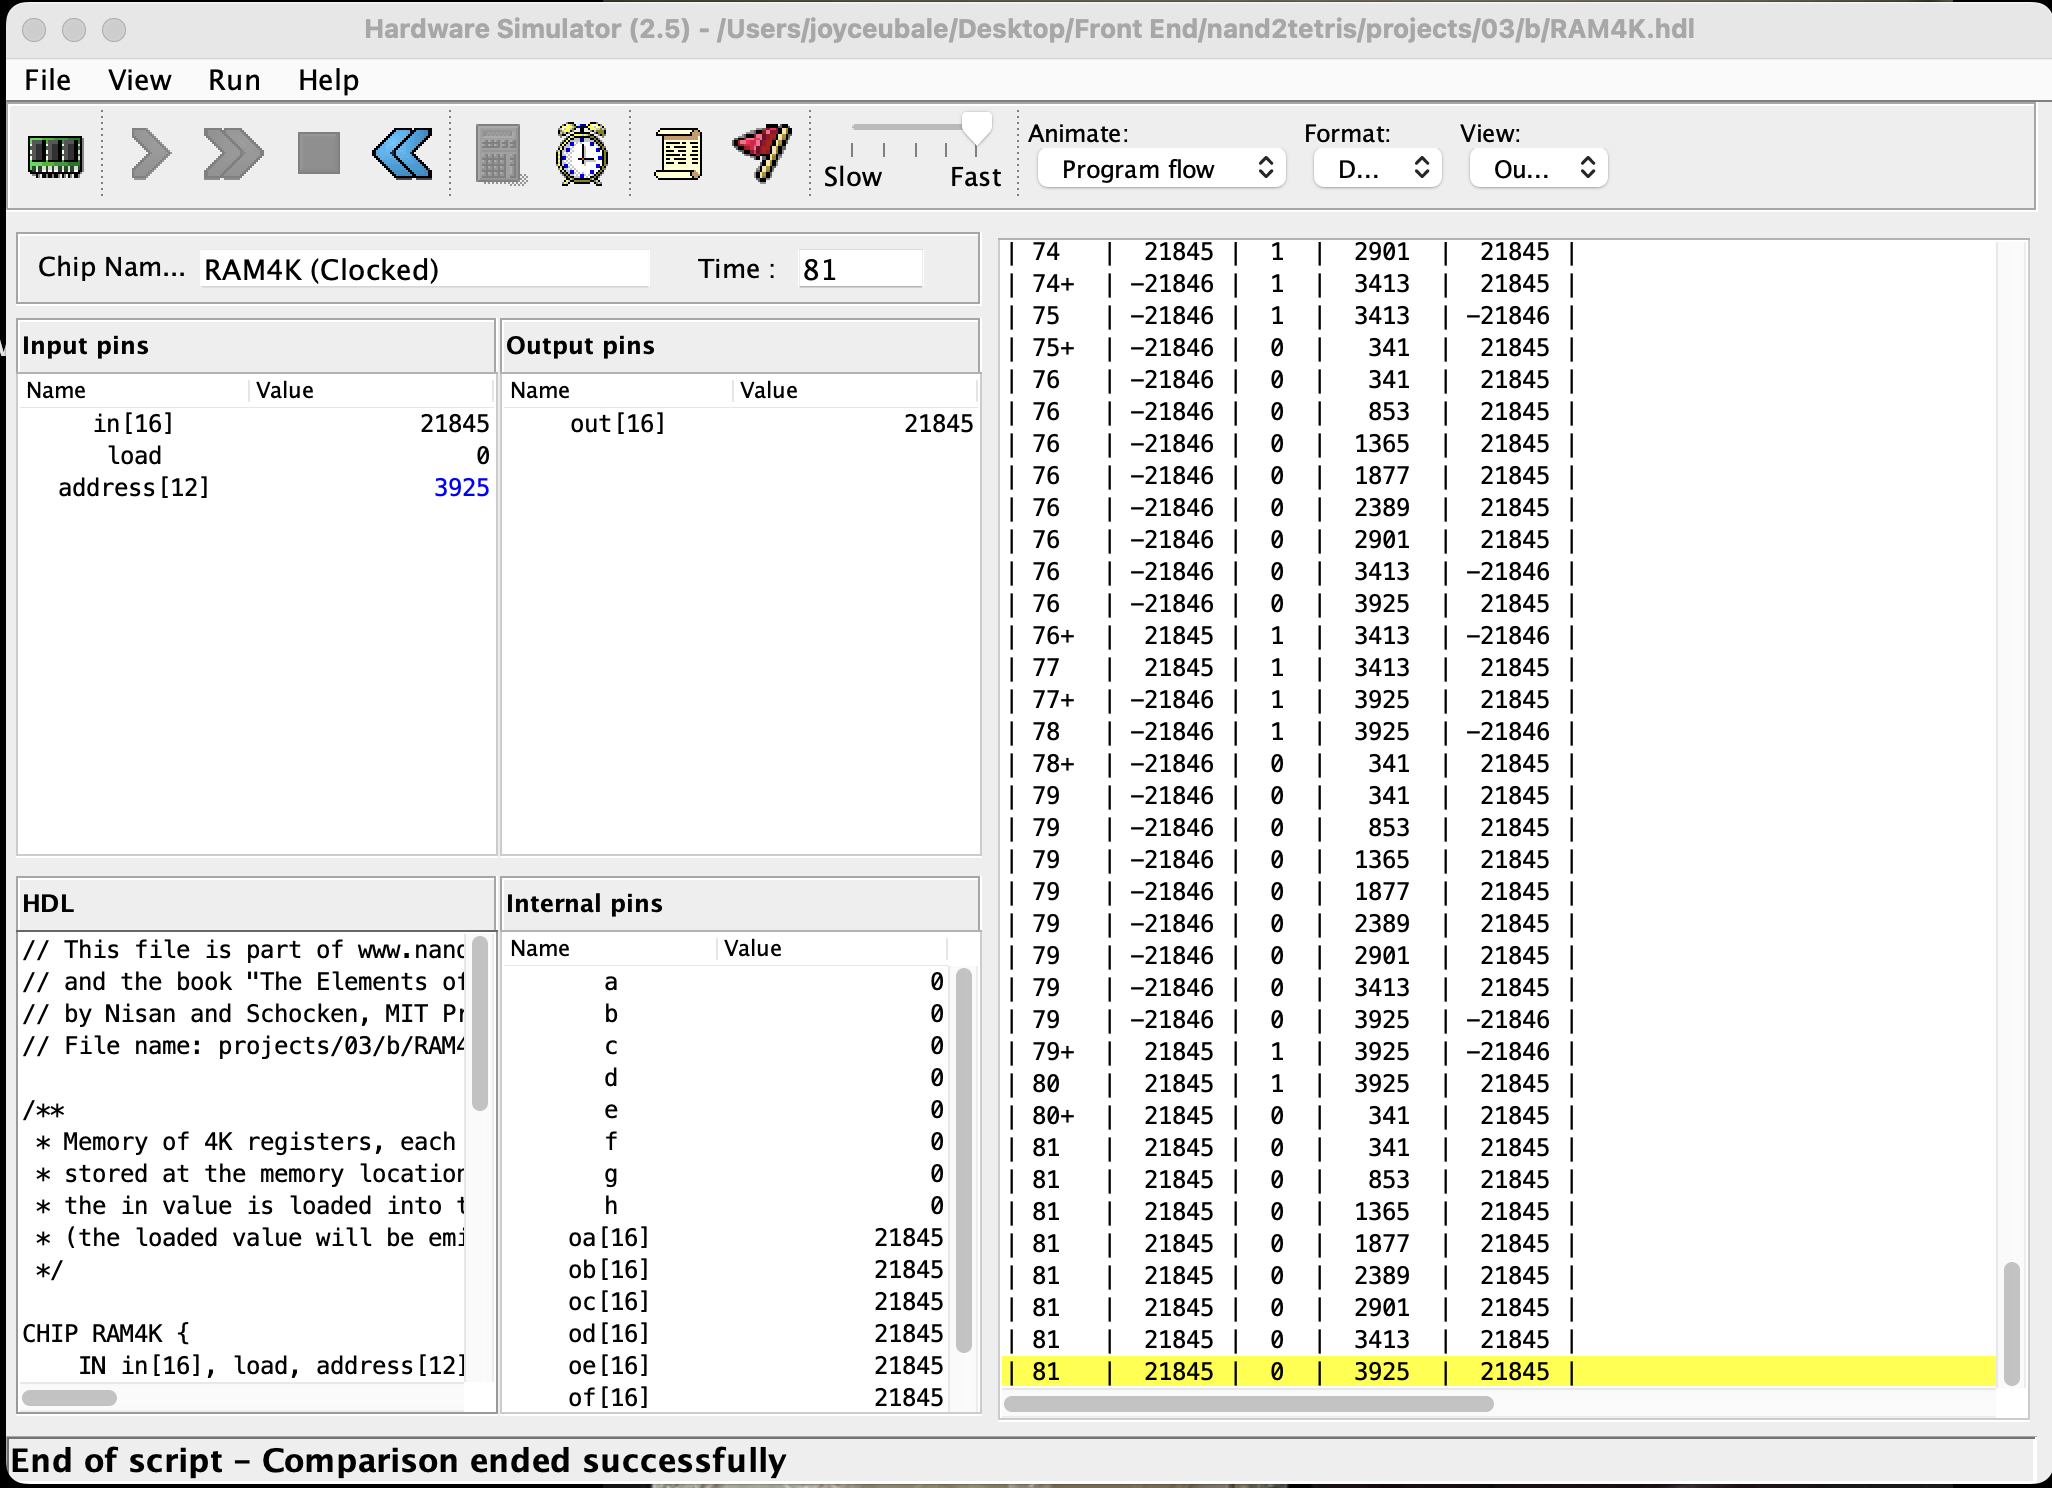 Hardware Simulator (2.5) - /Users/joyceubale/Desktop/Front End/nand2tetris/projects/03/b/RAM4K.hdl
File View Run Help
Animate: Format: View:
Program flow D... Ou...
Slow Fast
Chip Nam... RAM4K (Clocked) Time : 81
Input pins
Name Value
in[16] 21845
load 0
address[12] 3925
Output pins
Name Value
out[16] 21845
HDL
// This file is part of www.nand
// and the book "The Elements of
// by Nisan and Schocken, MIT Pr
// File name: projects/03/b/RAM4
/**
* Memory of 4K registers, each
* stored at the memory location
* the in value is loaded into t
* (the loaded value will be emi
*/
CHIP RAM4K {
IN in[16], load, address[12]
Internal pins
Name Value
a 0
b 0
c 0
d 0
e 0
f 0
g 0
h 0
oa[16] 21845
ob[16] 21845
oc[16] 21845
od[16] 21845
oe[16] 21845
of[16] 21845
| 74 | 21845 | 1 | 2901 | 21845 |
| 74+ | -21846 | 1 | 3413 | 21845 |
| 75 | -21846 | 1 | 3413 | -21846 |
| 75+ | -21846 | 0 | 341 | 21845 |
| 76 | -21846 | 0 | 341 | 21845 |
| 76 | -21846 | 0 | 853 | 21845 |
| 76 | -21846 | 0 | 1365 | 21845 |
| 76 | -21846 | 0 | 1877 | 21845 |
| 76 | -21846 | 0 | 2389 | 21845 |
| 76 | -21846 | 0 | 2901 | 21845 |
| 76 | -21846 | 0 | 3413 | -21846 |
| 76 | -21846 | 0 | 3925 | 21845 |
| 76+ | 21845 | 1 | 3413 | -21846 |
| 77 | 21845 | 1 | 3413 | 21845 |
| 77+ | -21846 | 1 | 3925 | 21845 |
| 78 | -21846 | 1 | 3925 | -21846 |
| 78+ | -21846 | 0 | 341 | 21845 |
| 79 | -21846 | 0 | 341 | 21845 |
| 79 | -21846 | 0 | 853 | 21845 |
| 79 | -21846 | 0 | 1365 | 21845 |
| 79 | -21846 | 0 | 1877 | 21845 |
| 79 | -21846 | 0 | 2389 | 21845 |
| 79 | -21846 | 0 | 2901 | 21845 |
| 79 | -21846 | 0 | 3413 | 21845 |
| 79 | -21846 | 0 | 3925 | -21846 |
| 79+ | 21845 | 1 | 3925 | -21846 |
| 80 | 21845 | 1 | 3925 | 21845 |
| 80+ | 21845 | 0 | 341 | 21845 |
| 81 | 21845 | 0 | 341 | 21845 |
| 81 | 21845 | 0 | 853 | 21845 |
| 81 | 21845 | 0 | 1365 | 21845 |
| 81 | 21845 | 0 | 1877 | 21845 |
| 81 | 21845 | 0 | 2389 | 21845 |
| 81 | 21845 | 0 | 2901 | 21845 |
| 81 | 21845 | 0 | 3413 | 21845 |
| 81 | 21845 | 0 | 3925 | 21845 |
End of script - Comparison ended successfully